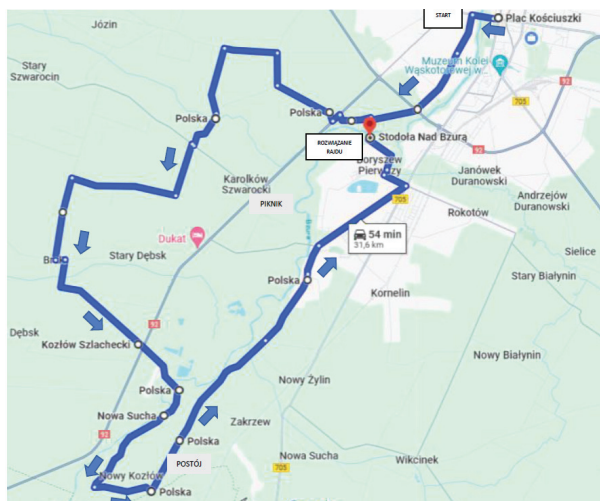 START
Plac Kościuszki
Józin
Stary
Szwarocin
Muzeum Kolei
Wąskotorowej w...
92
705
Polska
Polska
Stodoła Nad Bzurą
ROZWIĄZANIE
RAJDU
Boryszew
Pierwszy
Janówek
Duranowski
Karolków
Szwarocki
PIKNIK
705
Andrzejów
Duranowski
Rokotów
Bzura
54 min
31,6 km
Dukat
Stary Dębsk
Sielice
Stary Białynin
Polska
Kornelin
92
Dębsk
Kozłów Szlachecki
Nowy Białynin
Nowy Żylin
Polska
Nowa Sucha
Zakrzew
92
Polska
Nowa Sucha
Wikcinek
POSTÓJ
705
Nowy Kozłów
Polska